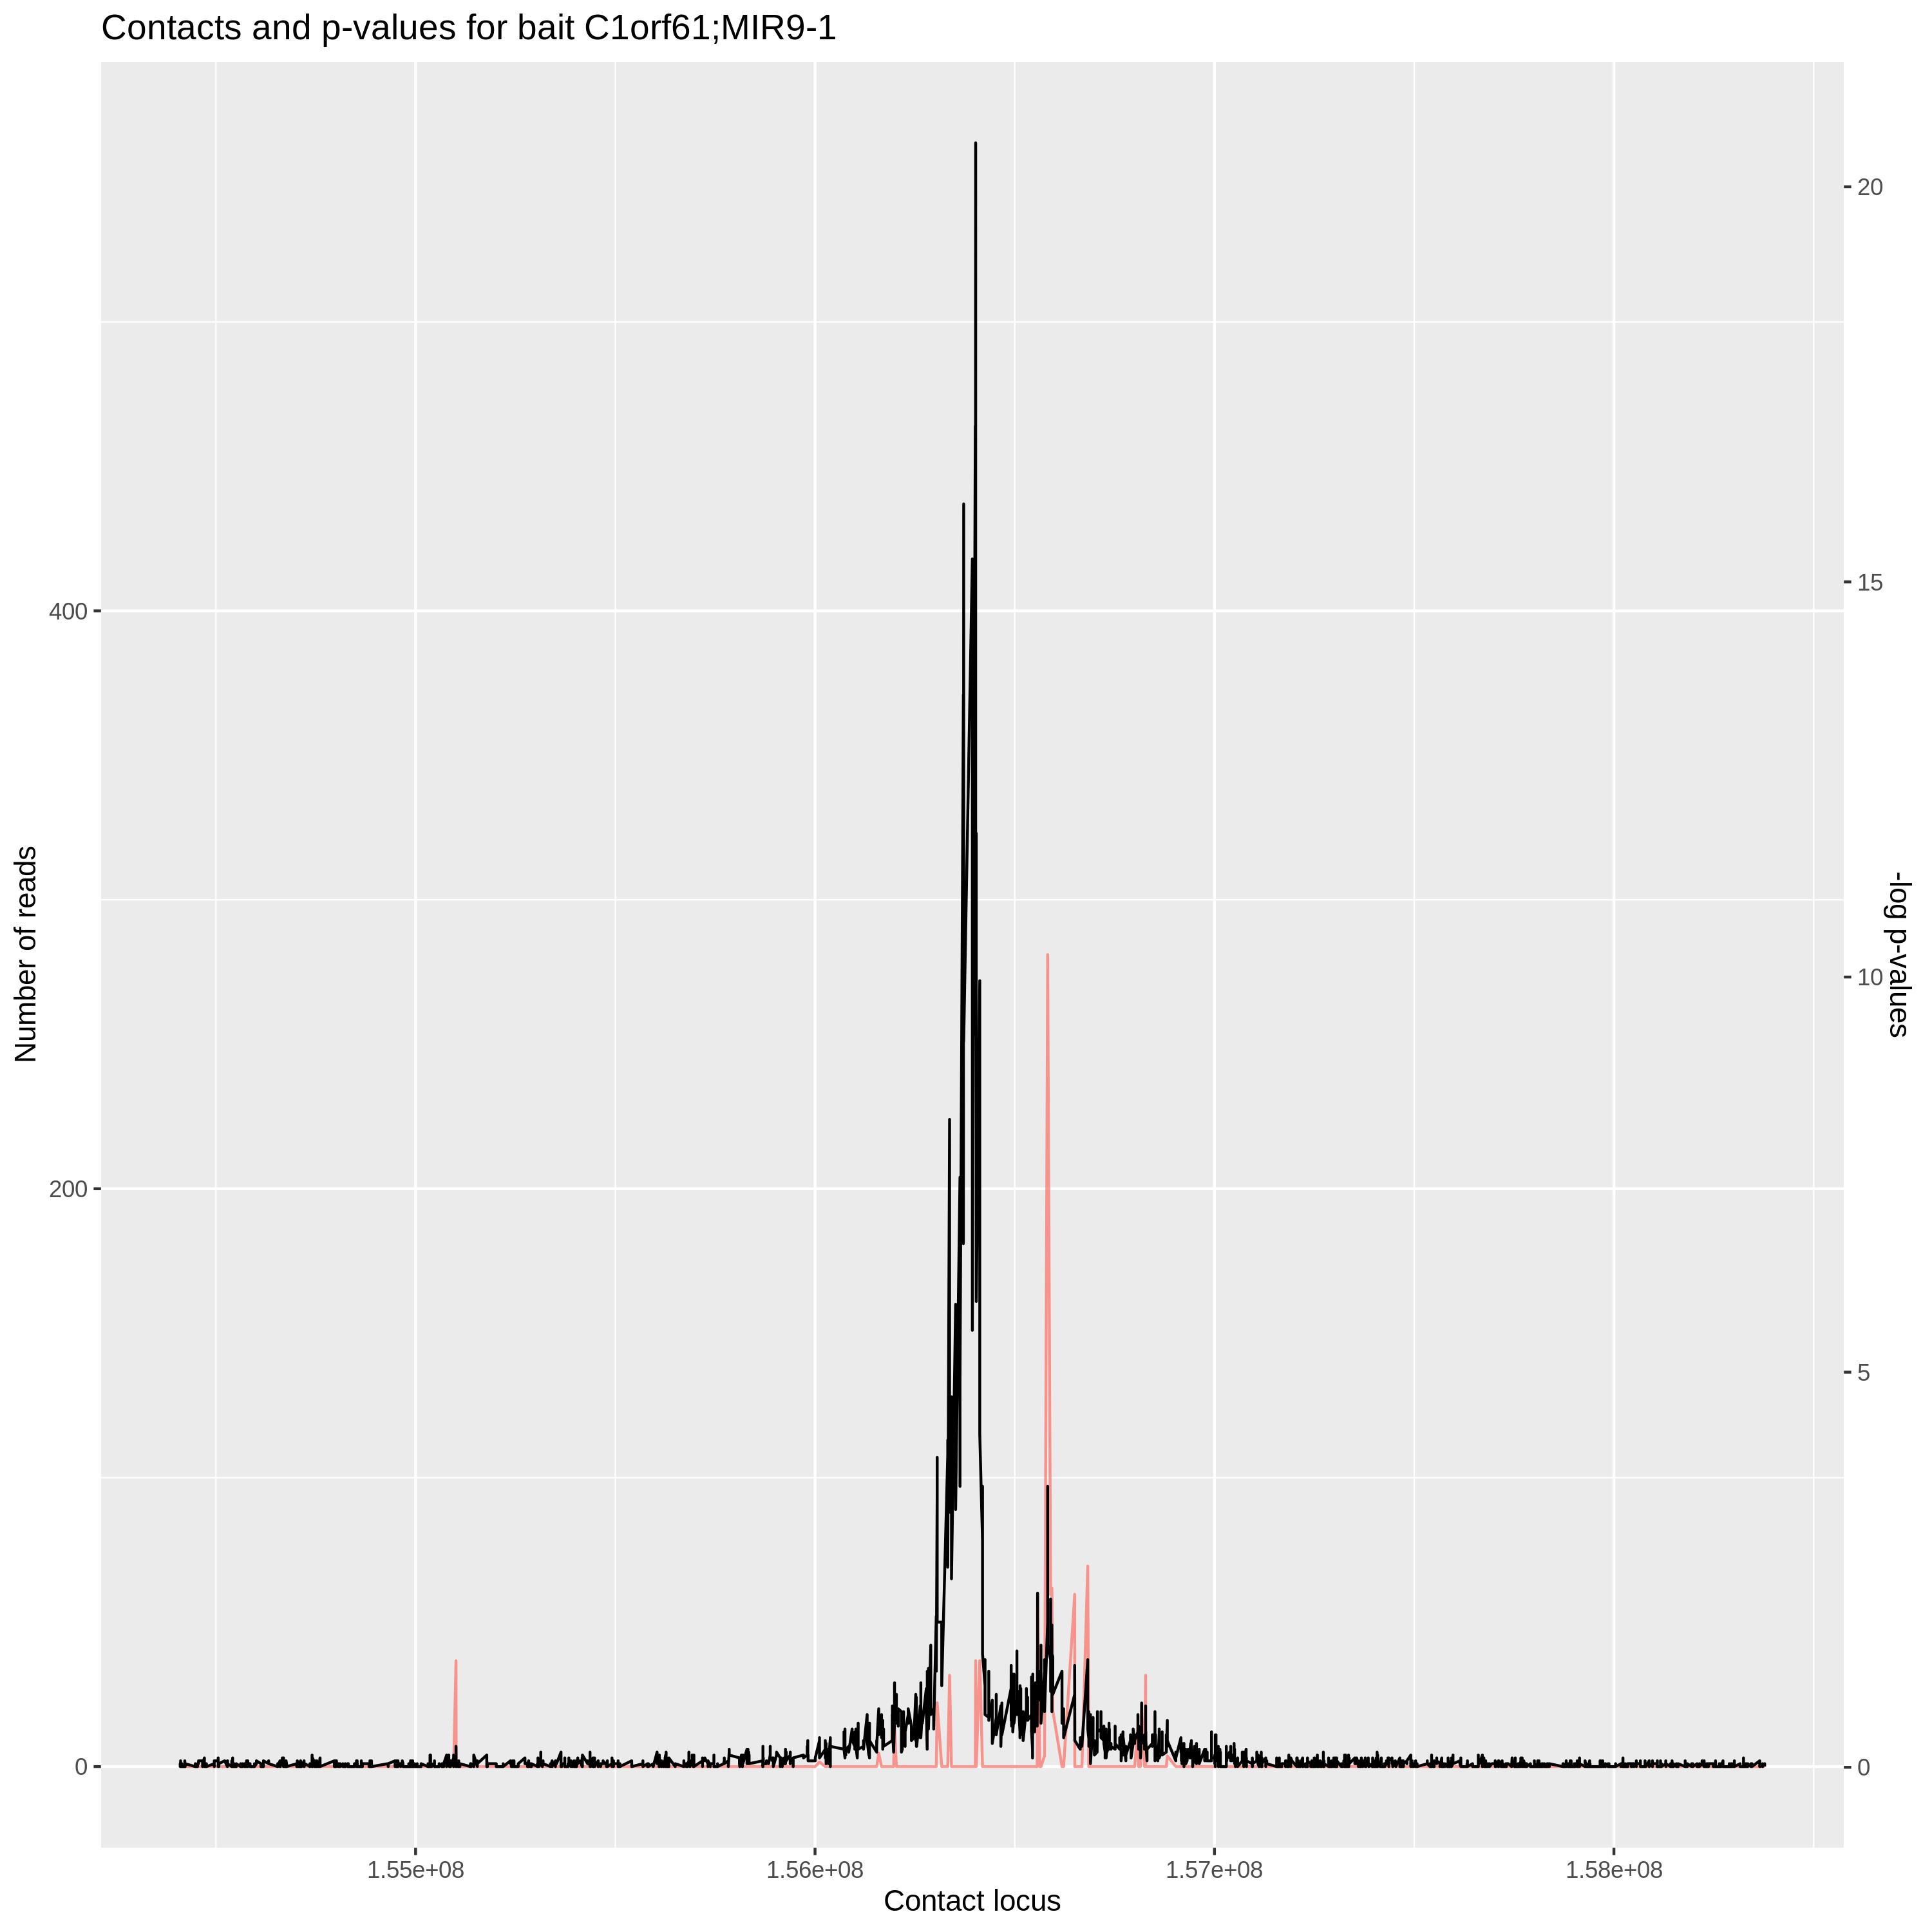 Contacts and p-values for bait C1orf61;MIR9-1
Number of reads
400
200
0
20
15
10
5
0
-log p-values
1.55e+08
1.56e+08
1.57e+08
1.58e+08
Contact locus